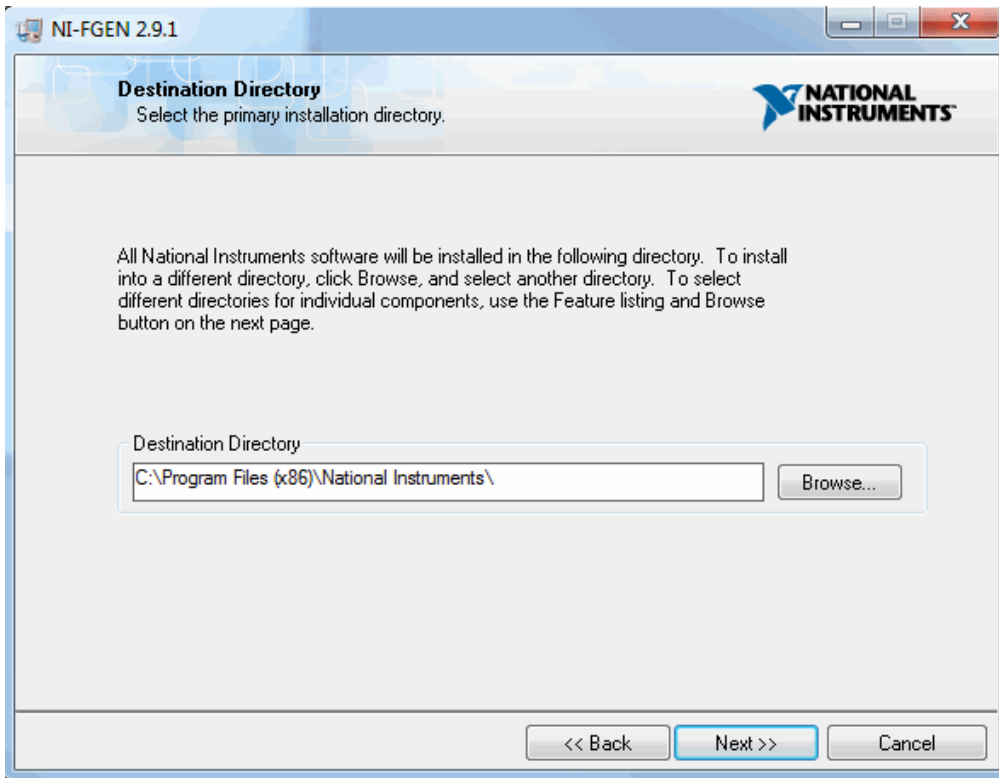 NI-FGEN 2.9.1
Destination Directory
Select the primary installation directory.
NATIONAL
INSTRUMENTS™
All National Instruments software will be installed in the following directory. To install
into a different directory, click Browse, and select another directory. To select
different directories for individual components, use the Feature listing and Browse
button on the next page.
Destination Directory
C:\Program Files (x86)\National Instruments\
Browse...
<< Back
Next >>
Cancel